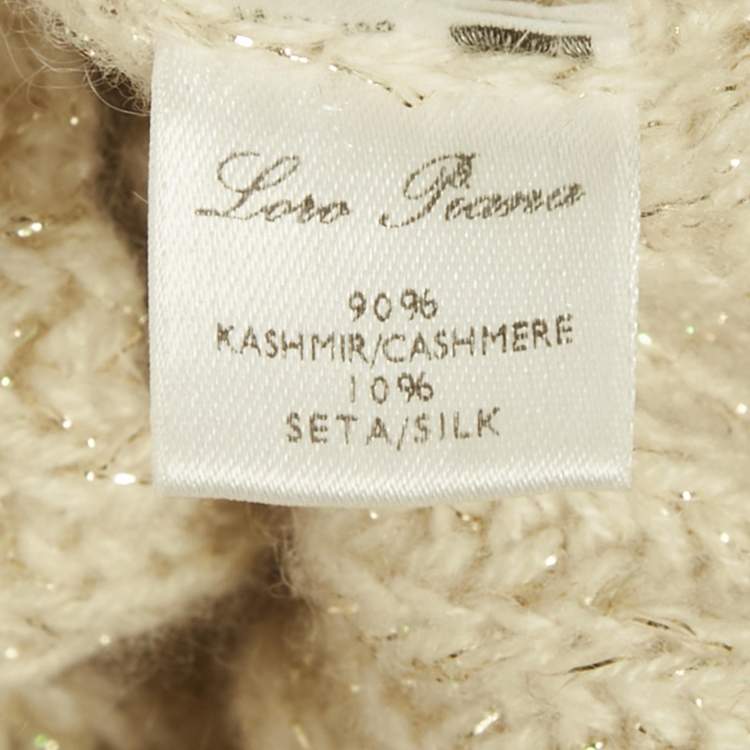 Loro Piana
90%
KASHMIR/CASHMERE
10%
SETA/SILK